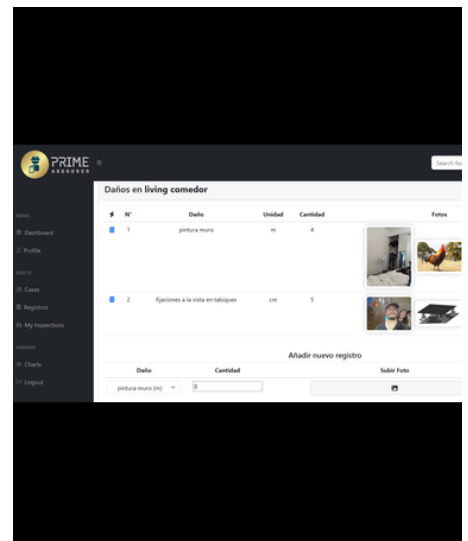 PRIME
ASESORES
Search for
Daños en living comedor
MENU
Dashboard
Profile
N°
Daño
Unidad
Cantidad
Fotos
1
pintura muro
m
4
Cases
Registros
My Inspections
2
fijaciones a la vista en tabiques
cm
5
Charts
Logout
Añadir nuevo registro
Daño
Cantidad
Subir Foto
pintura muro (m)
0